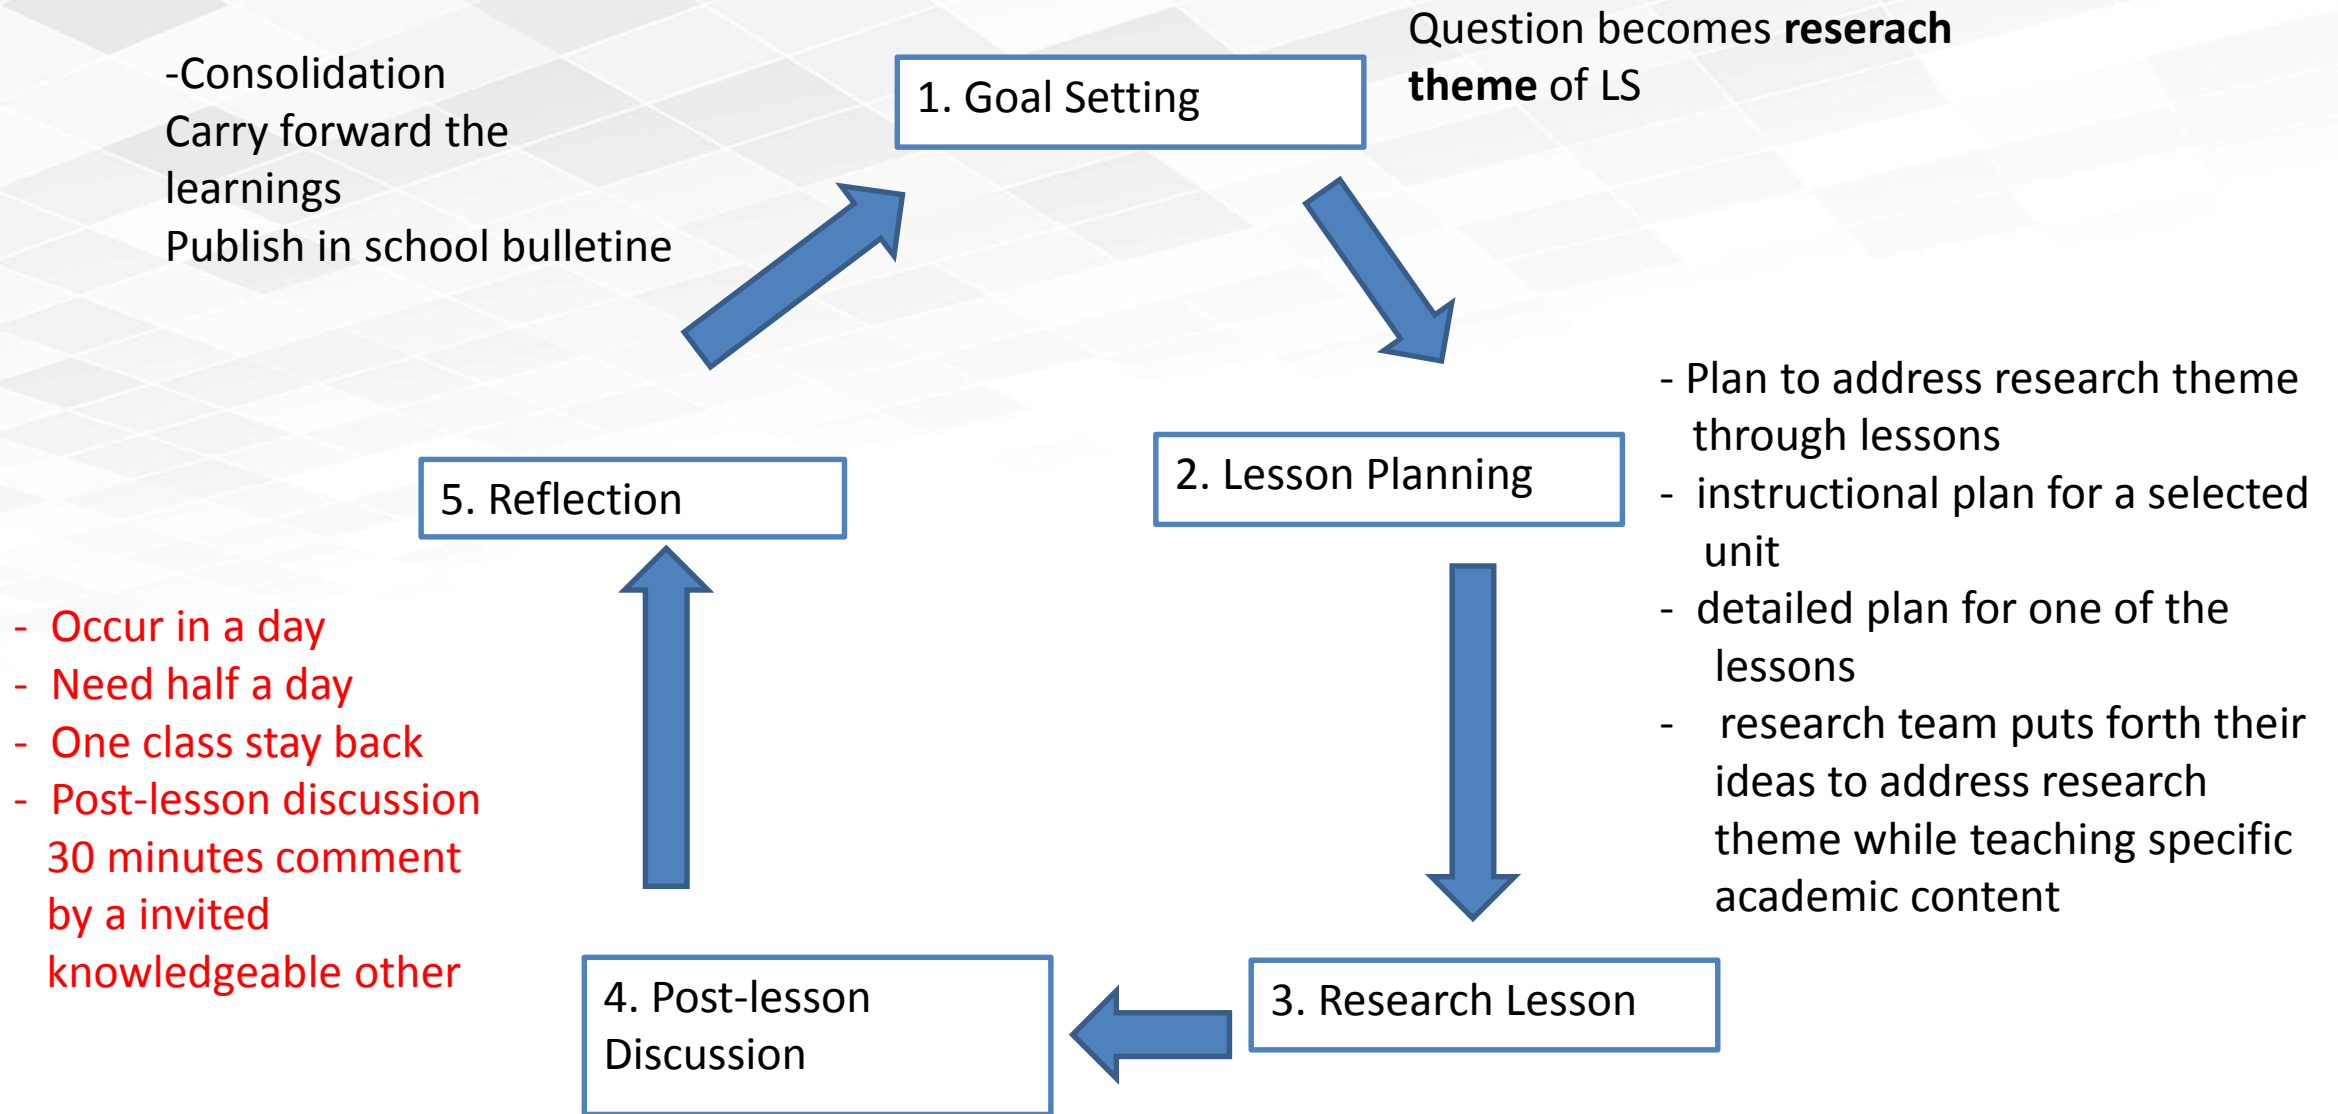 Question becomes reserach
theme of LS
1. Goal Setting
-Consolidation
Carry forward the
learnings
Publish in school bulletine
- Plan to address research theme
through lessons
- instructional plan for a selected
unit
- detailed plan for one of the
lessons
- research team puts forth their
ideas to address research
theme while teaching specific
academic content
2. Lesson Planning
5. Reflection
- Occur in a day
- Need half a day
- One class stay back
- Post-lesson discussion
30 minutes comment
by a invited
knowledgeable other
4. Post-lesson
Discussion
3. Research Lesson